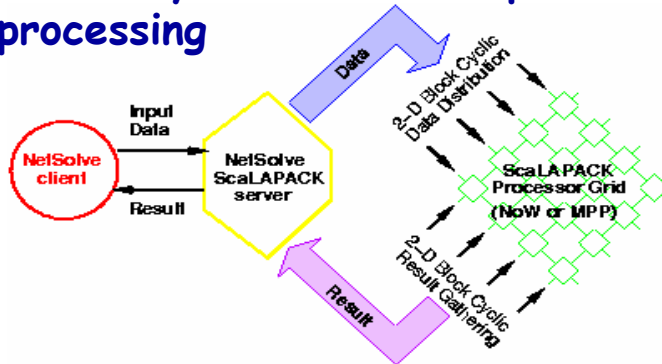 processing
Input
Data
NetSolve
client
Result
NetSolve
ScaLAPACK
server
Data
2-D Block Cyclic
Data Distribution
ScaLAPACK
Processor Grid
(NoW or MPP)
2-D Block Cyclic
Result Gathering
Result